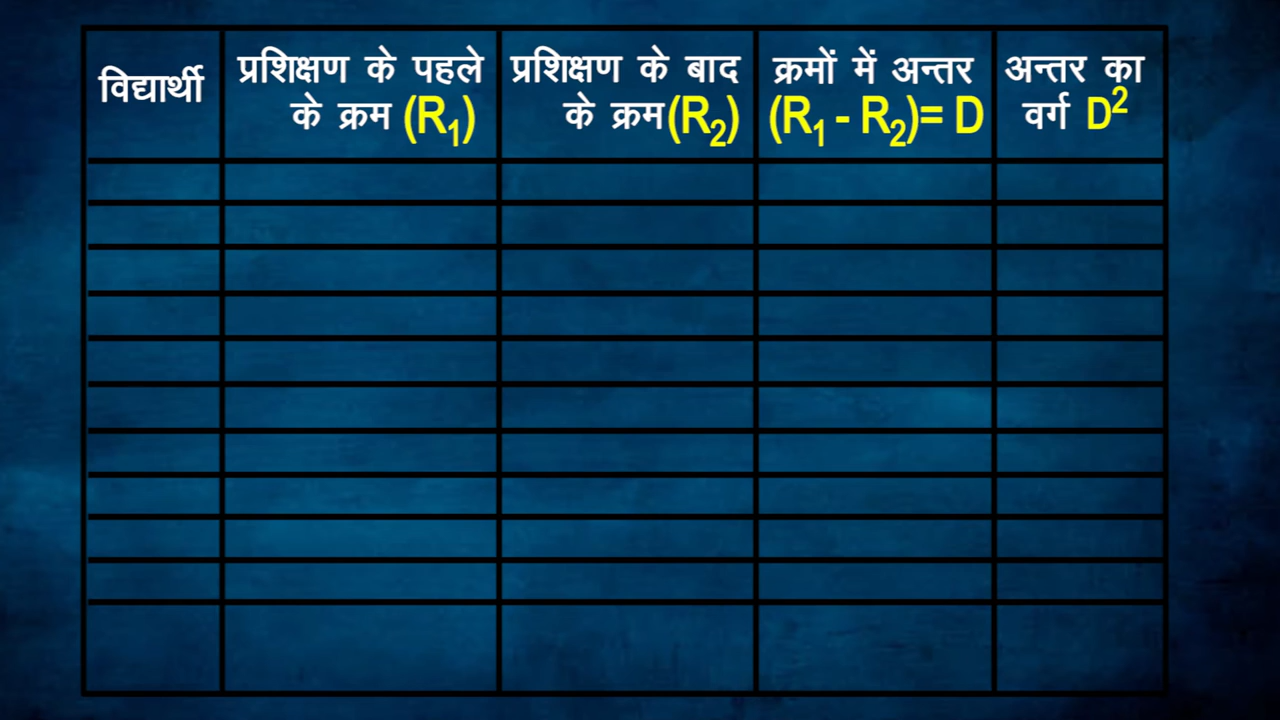 विद्यार्थी
प्रशिक्षण के पहले
के क्रम (R₁)
प्रशिक्षण के बाद
के क्रम (R₂)
क्रमों में अन्तर
(R₁ - R₂)= D
अन्तर का
वर्ग D²